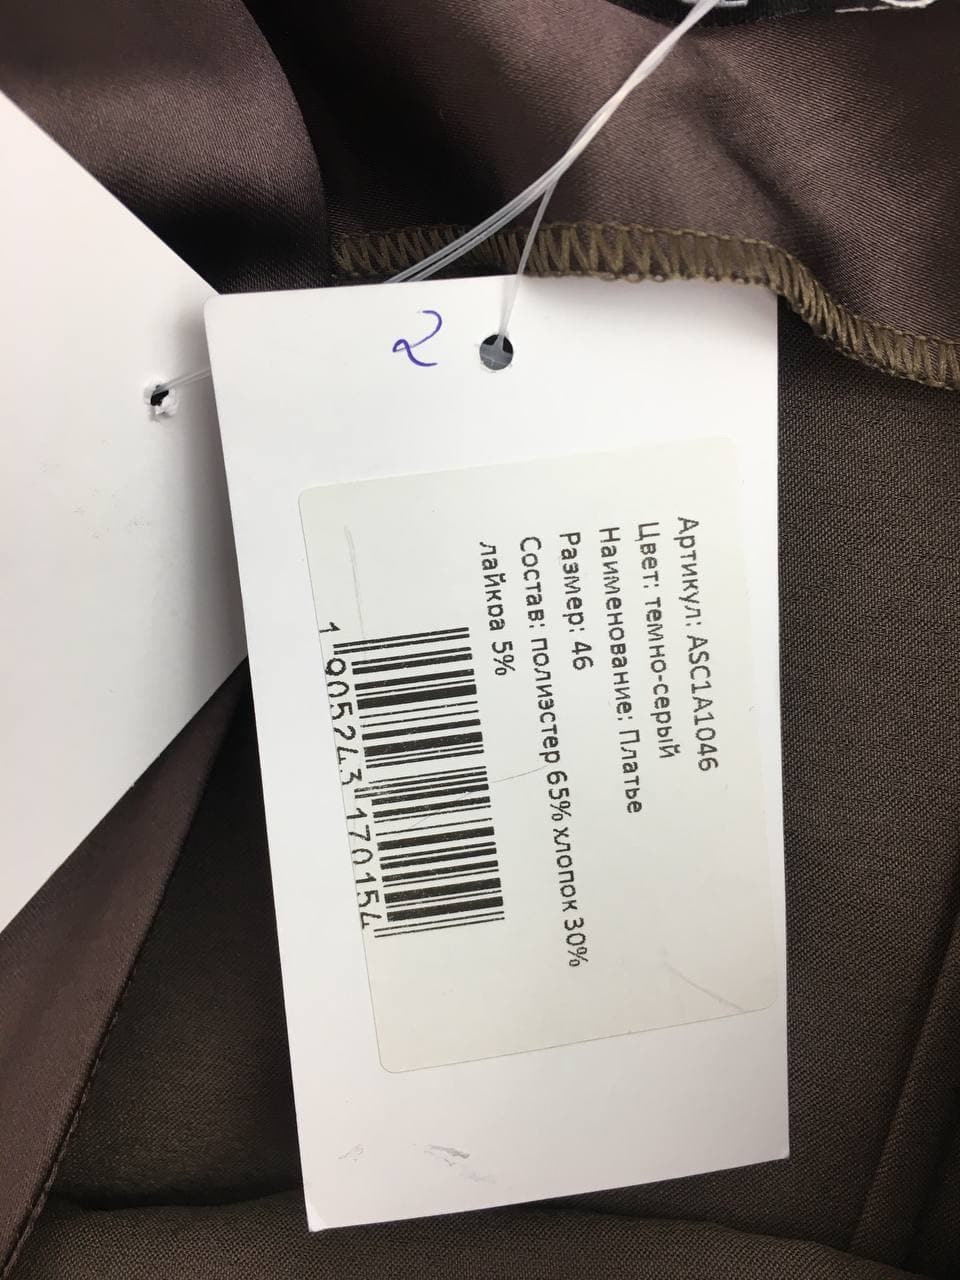 2
Артикул: ASC1A1046
Цвет: темно-серый
Наименование: Платье
Размер: 46
Состав: полиэстер 65% хлопок 30%
лайкра 5%
1 905243 170154